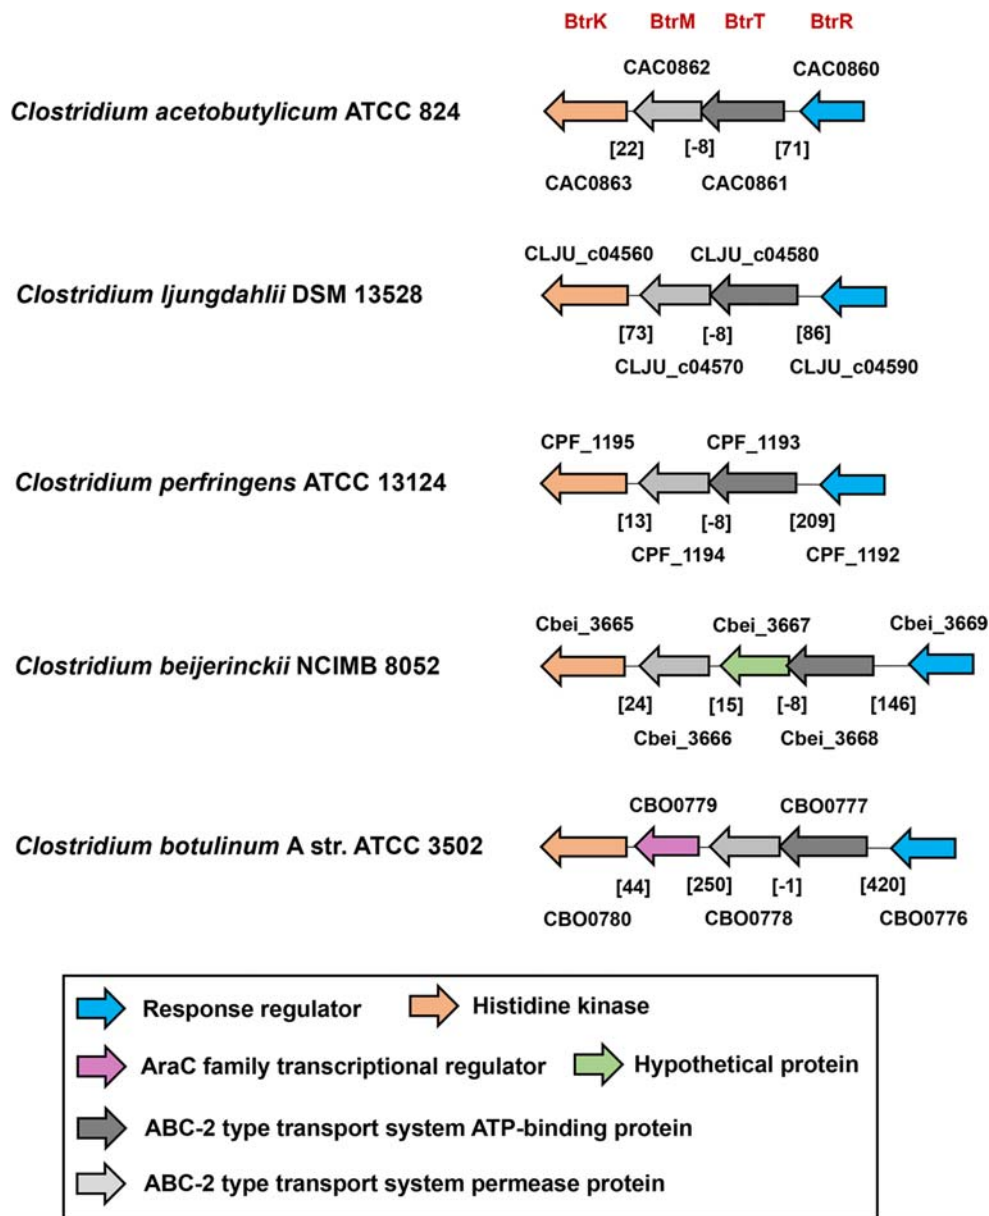 BtrK BtrM BtrT BtrR
CAC0862 CAC0860
Clostridium acetobutylicum ATCC 824
[22] [-8] [71]
CAC0863 CAC0861
CLJU_c04560 CLJU_c04580
Clostridium ljungdahlii DSM 13528
[73] [-8] [86]
CLJU_c04570 CLJU_c04590
CPF_1195 CPF_1193
Clostridium perfringens ATCC 13124
[13] [-8] [209]
CPF_1194 CPF_1192
Cbei_3665 Cbei_3667 Cbei_3669
Clostridium beijerinckii NCIMB 8052
[24] [15] [-8] [146]
Cbei_3666 Cbei_3668
CBO0779 CBO0777
Clostridium botulinum A str. ATCC 3502
[44] [250] [-1] [420]
CBO0780 CBO0778 CBO0776
Response regulator Histidine kinase
AraC family transcriptional regulator Hypothetical protein
ABC-2 type transport system ATP-binding protein
ABC-2 type transport system permease protein